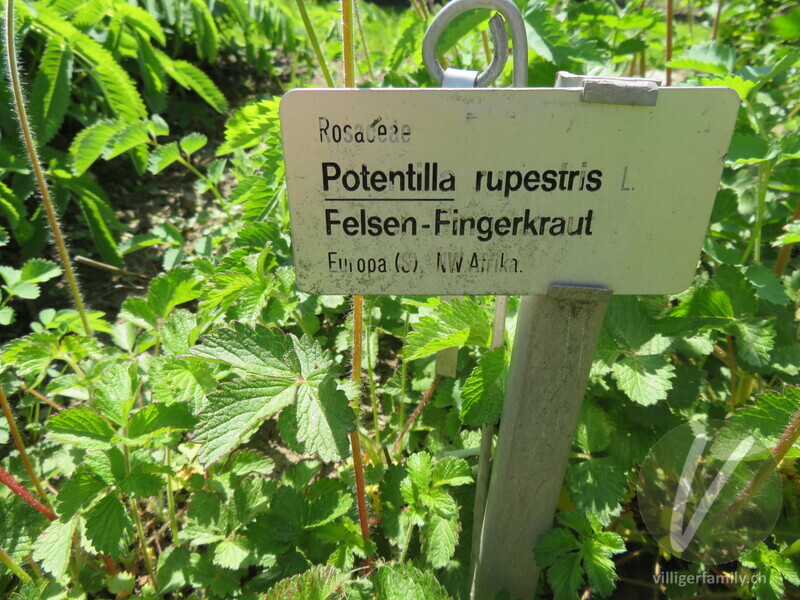 Rosaceae
Potentilla rupestris L.
Felsen-Fingerkraut
Europa (S), NW Afrika.
villigerfamily.ch